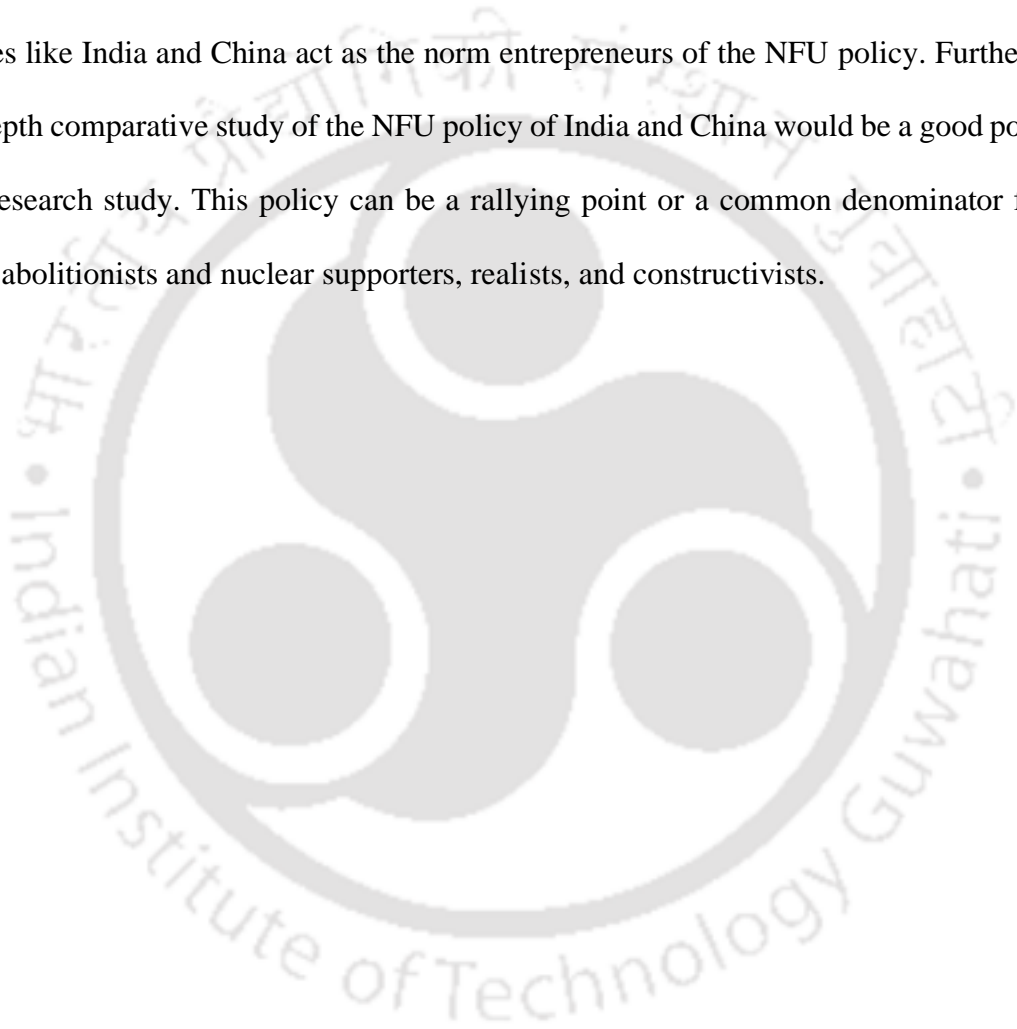 es like India and China act as the norm entrepreneurs of the NFU policy. Furthe
epth comparative study of the NFU policy of India and China would be a good po
esearch study. This policy can be a rallying point or a common denominator f
abolitionists and nuclear supporters, realists, and constructivists.
भारतीय प्रौद्योगिकी संस्थान गुवाहाटी
Indian Institute of Technology Guwahati